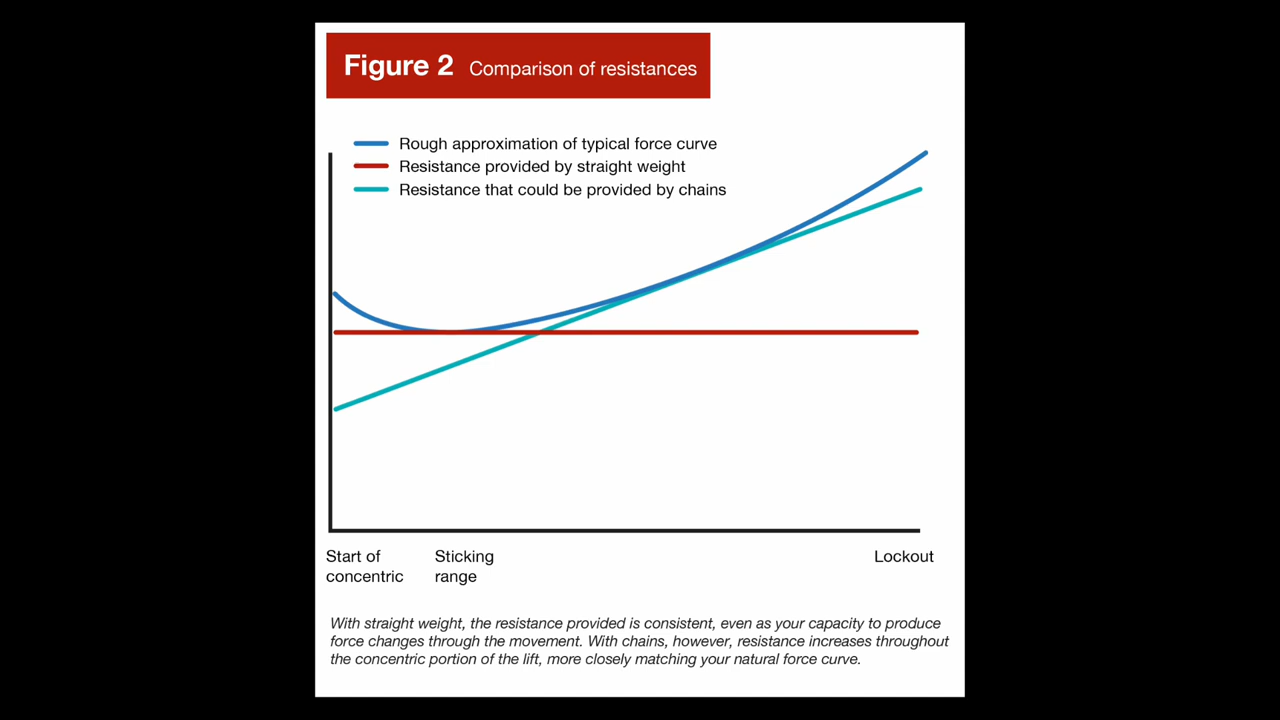 Figure 2 Comparison of resistances
Rough approximation of typical force curve
Resistance provided by straight weight
Resistance that could be provided by chains
Start of
concentric
Sticking
range
Lockout
With straight weight, the resistance provided is consistent, even as your capacity to produce
force changes through the movement. With chains, however, resistance increases throughout
the concentric portion of the lift, more closely matching your natural force curve.